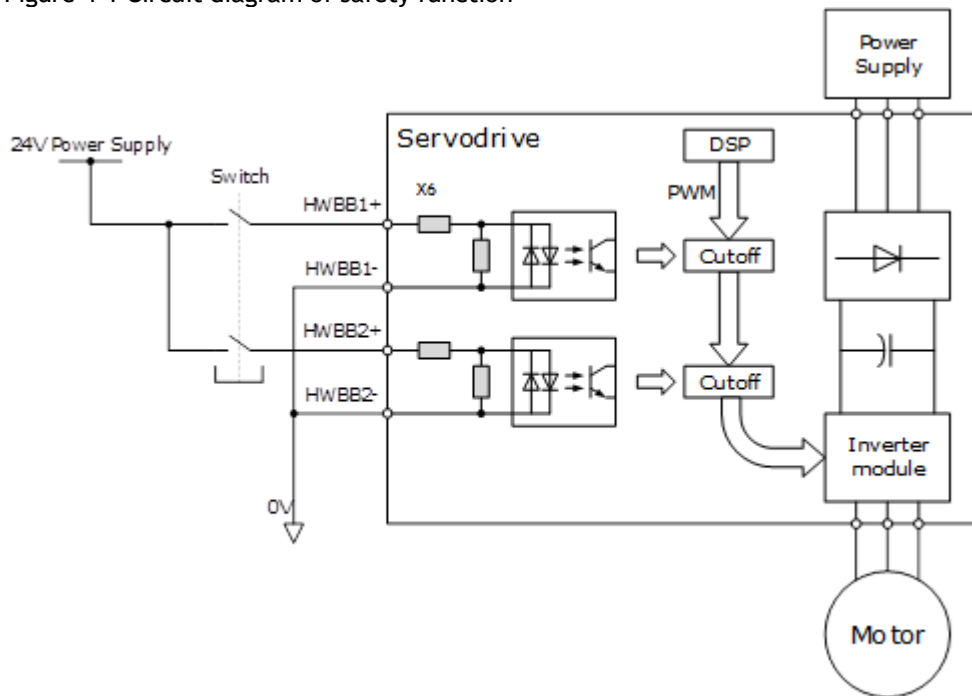 Figure 4-1 Circuit diagram of safety function
Power
Supply
24V Power Supply
Servodrive
DSP
Switch
X6
PWM
HWBB1+
Cutoff
HWBB1-
HWBB2+
Cutoff
HWBB2-
Inverter
module
0V
Motor